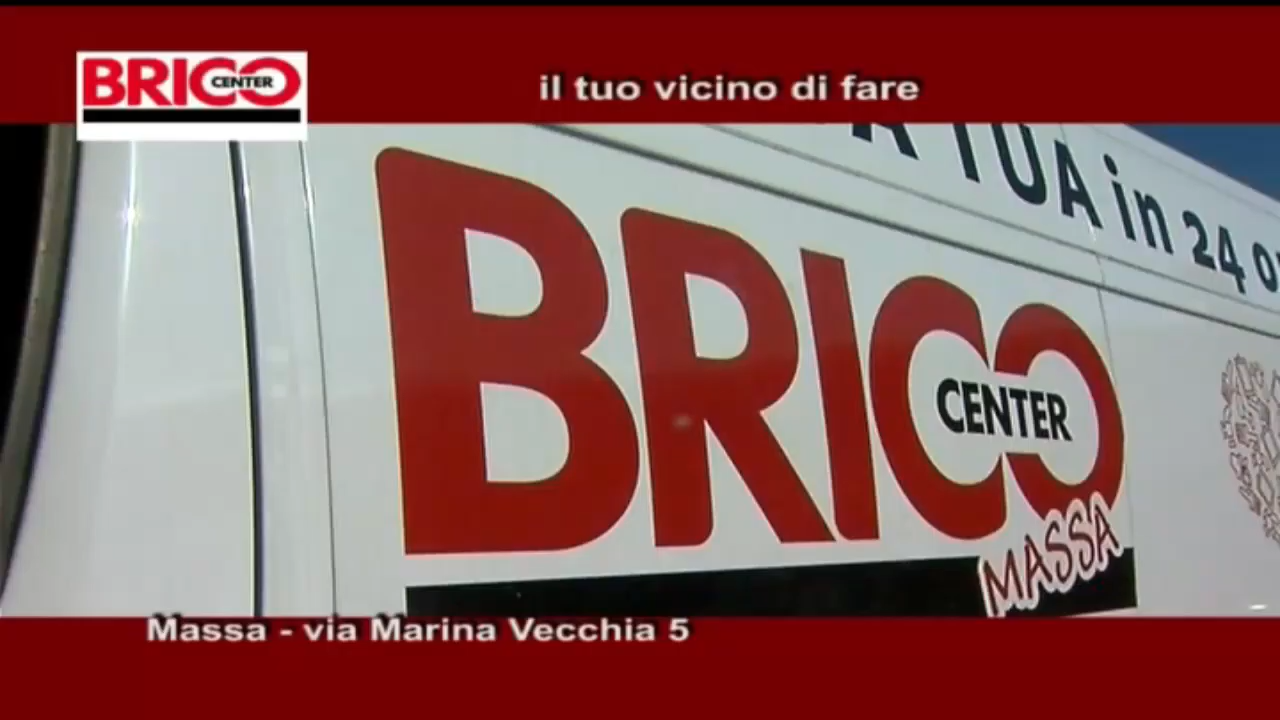 BRICO CENTER
il tuo vicino di fare
TUA in 24
BRICO
CENTER
MASSA
Massa - via Marina Vecchia 5